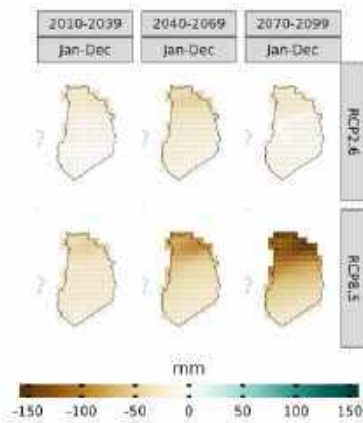 2010-2039 2040-2069 2070-2099
Jan-Dec Jan-Dec Jan-Dec
? ? ? RCP2.6
? ? ? RCP8.5
mm
-150 -100 -50 0 50 100 150